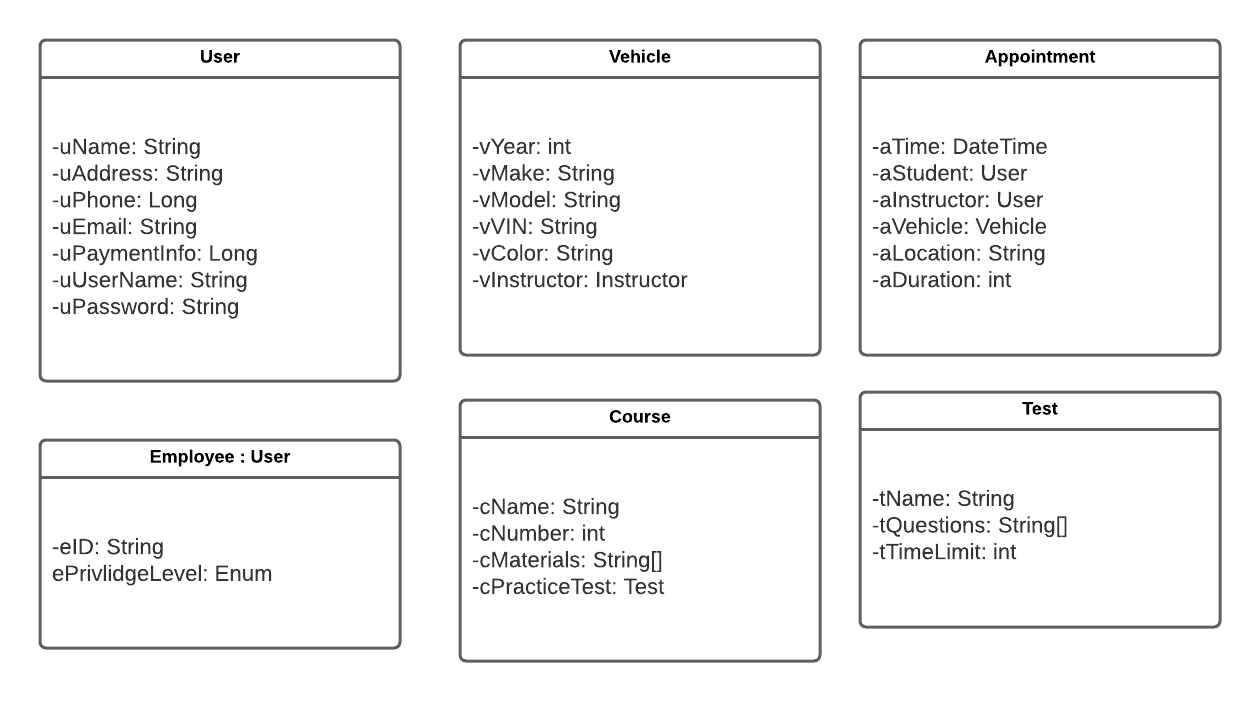 User
-uName: String
-uAddress: String
-uPhone: Long
-uEmail: String
-uPaymentInfo: Long
-uUserName: String
-uPassword: String
Vehicle
-vYear: int
-vMake: String
-vModel: String
-vVIN: String
-vColor: String
-vInstructor: Instructor
Appointment
-aTime: DateTime
-aStudent: User
-aInstructor: User
-aVehicle: Vehicle
-aLocation: String
-aDuration: int
Employee : User
-eID: String
ePrivlidgeLevel: Enum
Course
-cName: String
-cNumber: int
-cMaterials: String[]
-cPracticeTest: Test
Test
-tName: String
-tQuestions: String[]
-tTimeLimit: int